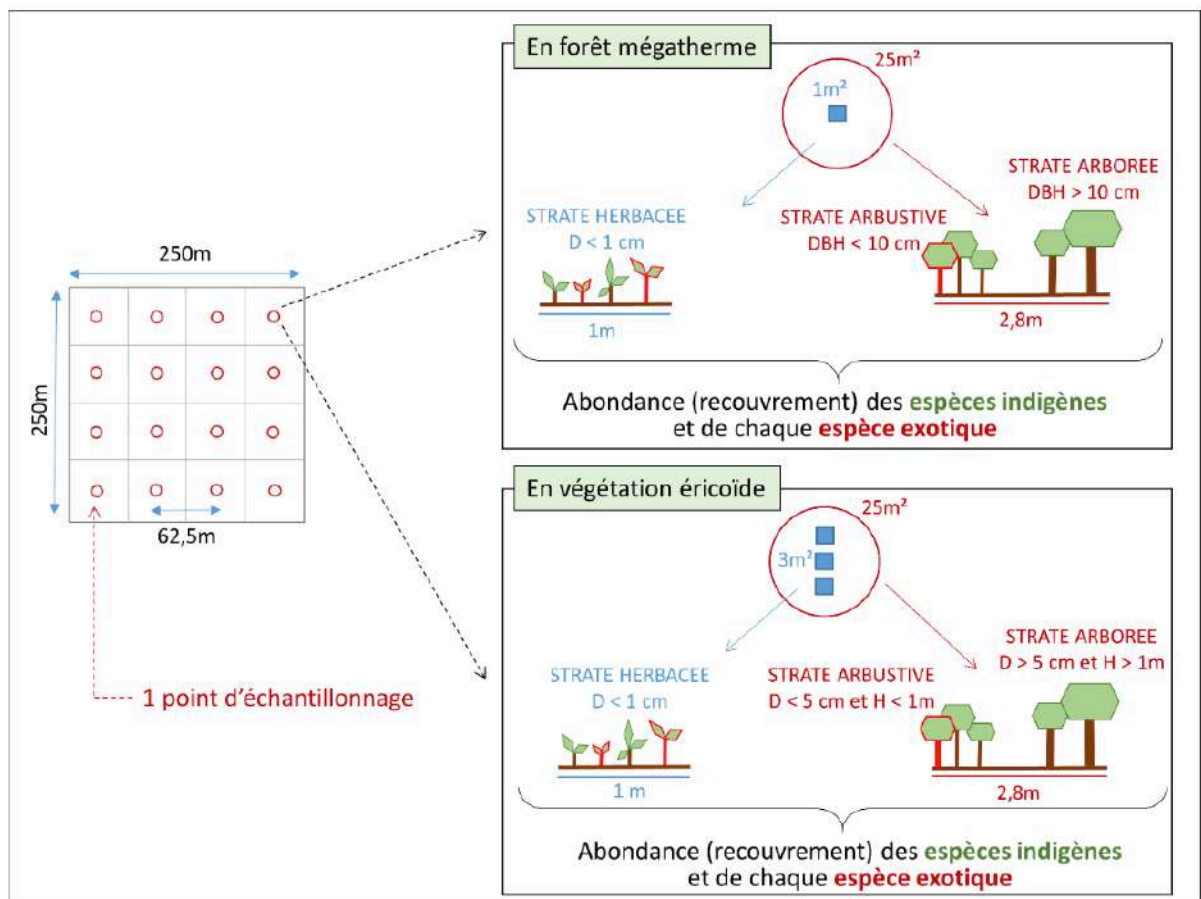 250m
250m
62,5m
1 point d'échantillonnage
En forêt mégatherme
25m²
1m²
STRATE HERBACEE
D < 1 cm
STRATE ARBUSTIVE
DBH < 10 cm
STRATE ARBOREE
DBH > 10 cm
1m
2,8m
Abondance (recouvrement) des espèces indigènes
et de chaque espèce exotique
En végétation éricoïde
25m²
3m²
STRATE HERBACEE
D < 1 cm
STRATE ARBUSTIVE
D < 5 cm et H < 1m
STRATE ARBOREE
D > 5 cm et H > 1m
1 m
2,8m
Abondance (recouvrement) des espèces indigènes
et de chaque espèce exotique